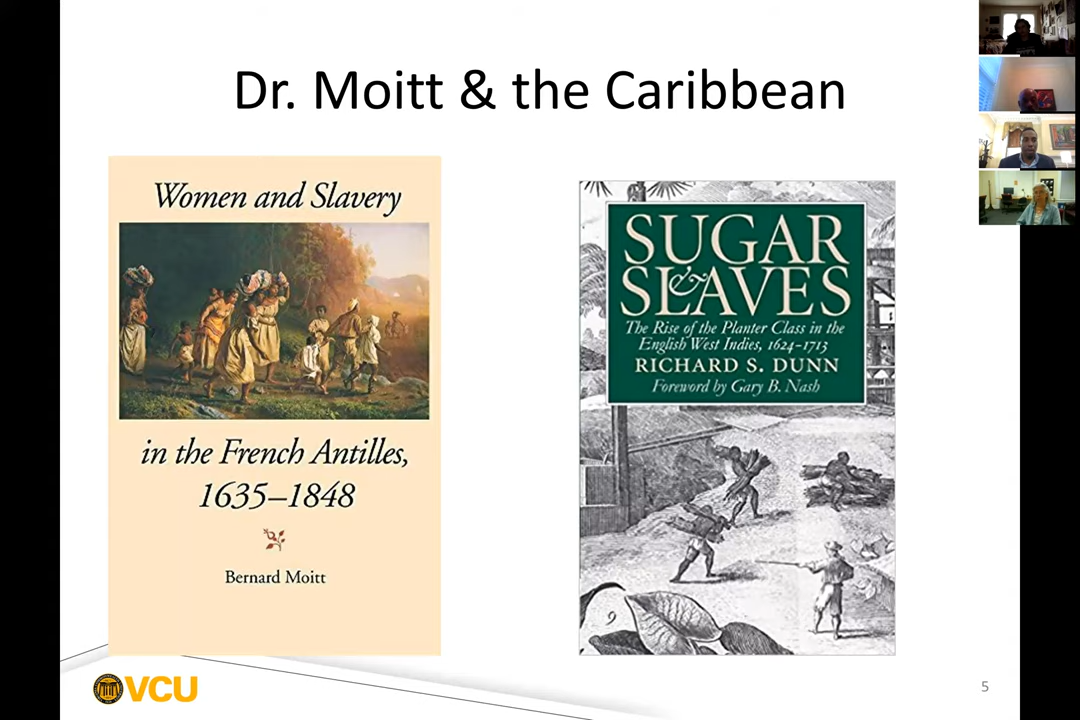 Dr. Moitt & the Caribbean
Women and Slavery
in the French Antilles,
1635–1848
Bernard Moitt
SUGAR
& SLAVES
The Rise of the Planter Class in the
English West Indies, 1624–1713
RICHARD S. DUNN
Foreword by Gary B. Nash
VCU
5